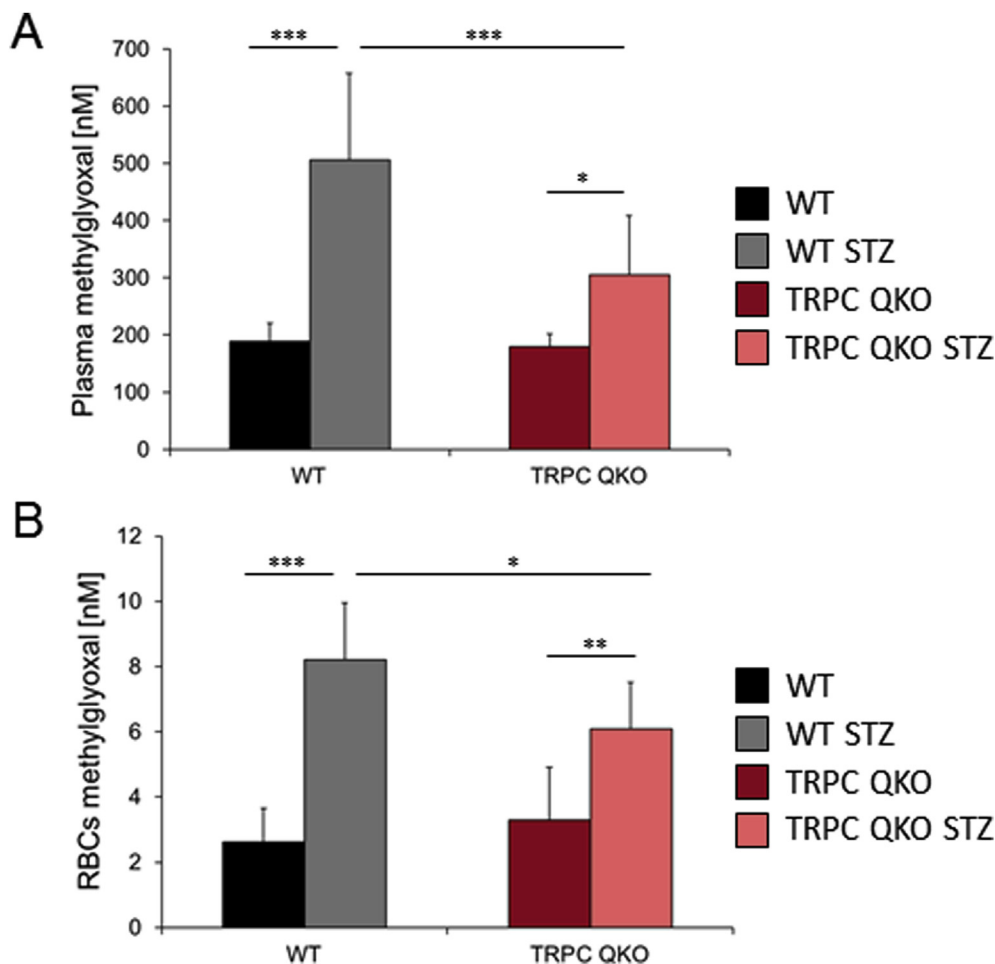 A
Plasma methylglyoxal [nM]
700
600
500
400
300
200
100
0
***
***
*
WT
TRPC QKO
WT
WT STZ
TRPC QKO
TRPC QKO STZ
B
RBCs methylglyoxal [nM]
12
10
8
6
4
2
0
***
*
**
WT
TRPC QKO
WT
WT STZ
TRPC QKO
TRPC QKO STZ